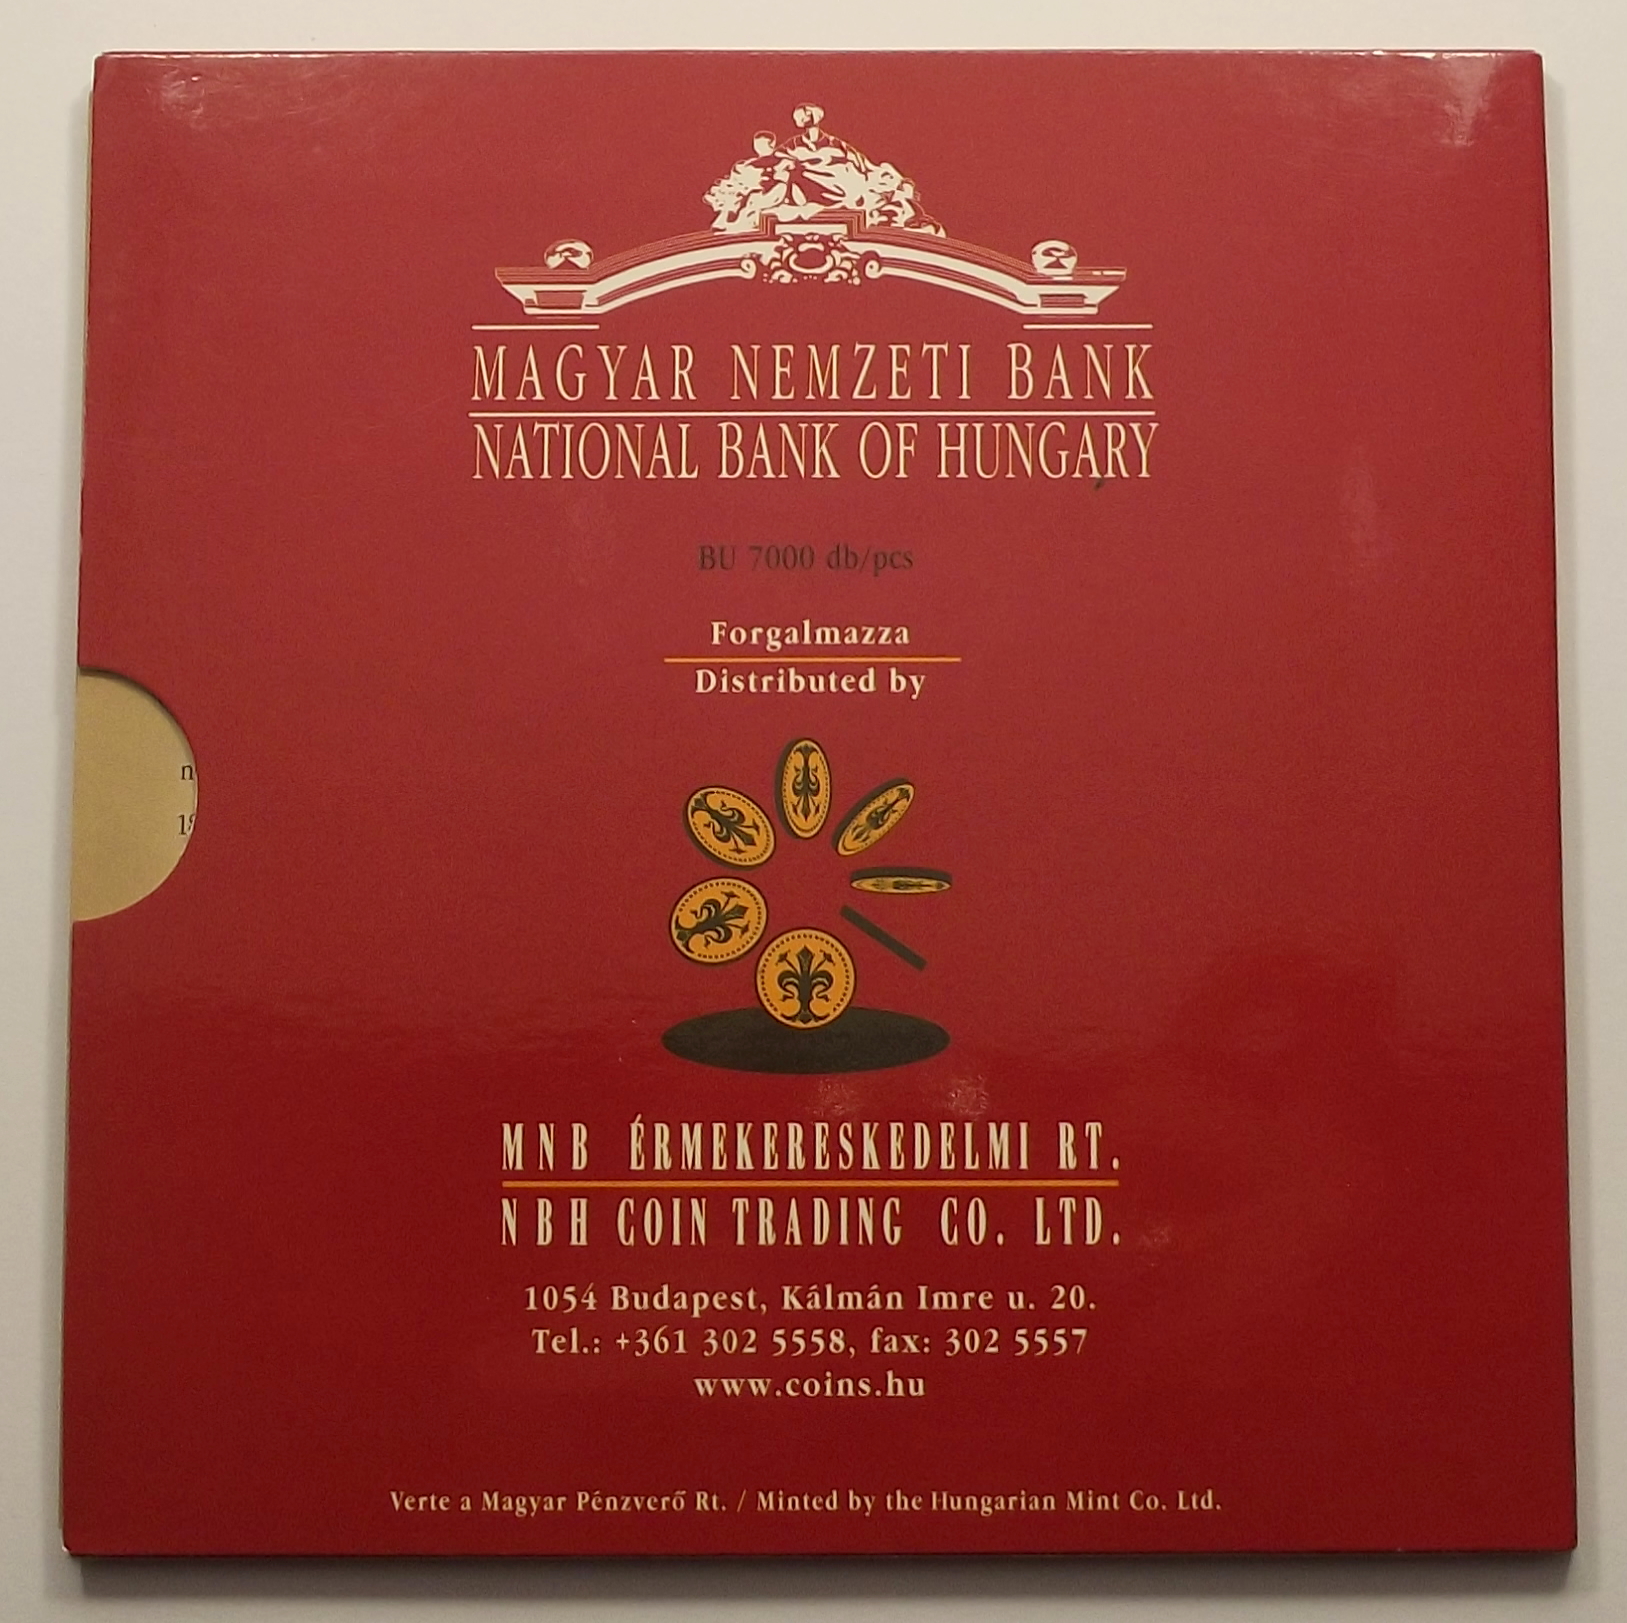 MAGYAR NEMZETI BANK
NATIONAL BANK OF HUNGARY
BU 7000 db/pcs
Forgalmazza
Distributed by
MNB ÉRMEKERESKEDELMI RT.
NBH COIN TRADING CO. LTD.
1054 Budapest, Kálmán Imre u. 20.
Tel.: +361 302 5558, fax: 302 5557
www.coins.hu
Verte a Magyar Pénzverő Rt. / Minted by the Hungarian Mint Co. Ltd.